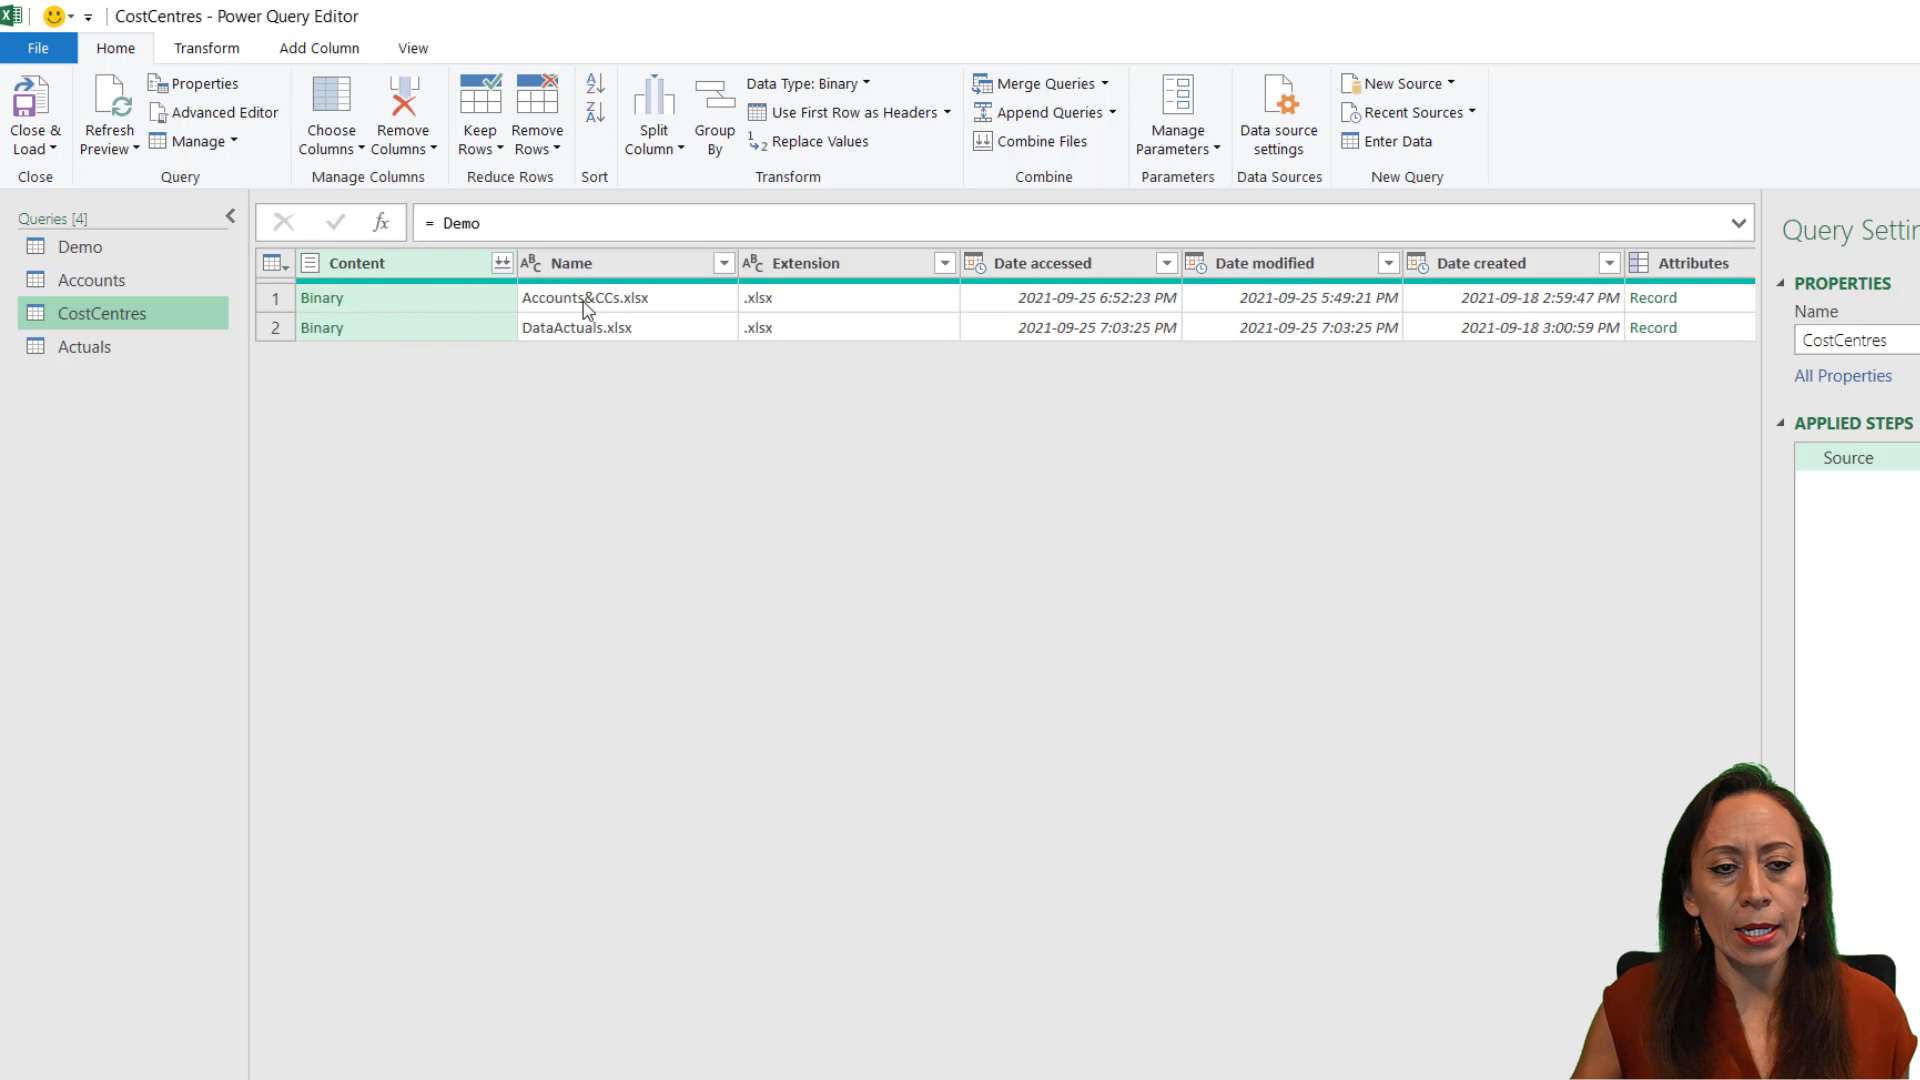 CostCentres - Power Query Editor
File Home Transform Add Column View
Close & Load
Close
Refresh Preview
Properties
Advanced Editor
Manage
Query
Choose Columns
Remove Columns
Manage Columns
Keep Rows
Remove Rows
Reduce Rows
Sort
Split Column
Group By
Data Type: Binary
Use First Row as Headers
Replace Values
Transform
Merge Queries
Append Queries
Combine Files
Combine
Manage Parameters
Parameters
Data source settings
Data Sources
New Source
Recent Sources
Enter Data
New Query
Queries [4]
Demo
Accounts
CostCentres
Actuals
fx = Demo
Content Name Extension Date accessed Date modified Date created Attributes
1 Binary Accounts&CCs.xlsx .xlsx 2021-09-25 6:52:23 PM 2021-09-25 5:49:21 PM 2021-09-18 2:59:47 PM Record
2 Binary DataActuals.xlsx .xlsx 2021-09-25 7:03:25 PM 2021-09-25 7:03:25 PM 2021-09-18 3:00:59 PM Record
Query Settin
PROPERTIES
Name
CostCentres
All Properties
APPLIED STEPS
Source